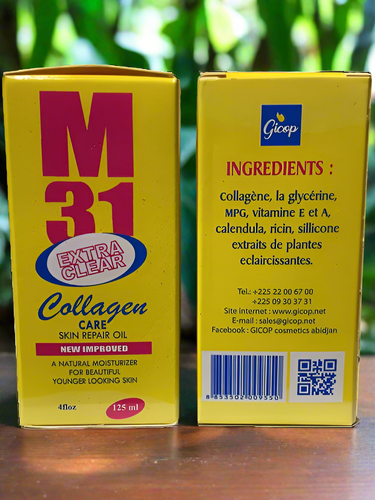 M
31
EXTRA
CLEAR
Collagen
CARE
SKIN REPAIR OIL
NEW IMPROVED
A NATURAL MOISTURIZER
FOR BEAUTIFUL
YOUNGER LOOKING SKIN
4floz
125 ml
Gicop
INGREDIENTS :
Collagène, la glycérine,
MPG, vitamine E et A,
calendula, ricin, sillicone
extraits de plantes
eclaircissantes.
Tel.: +225 22 00 67 00
+225 09 30 37 31
Site internet : www.gicop.net
E-mail : sales@gicop.net
Facebook : GICOP cosmetics abidjan
8 853502 009550